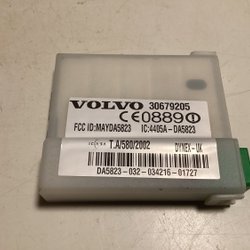 VOLVO 30679205
CE0889
FCC ID:MAYDA5823 IC:4405A-DA5823
T.A/580/2002 DYNEX-UK
DA5823-032-034216-01727